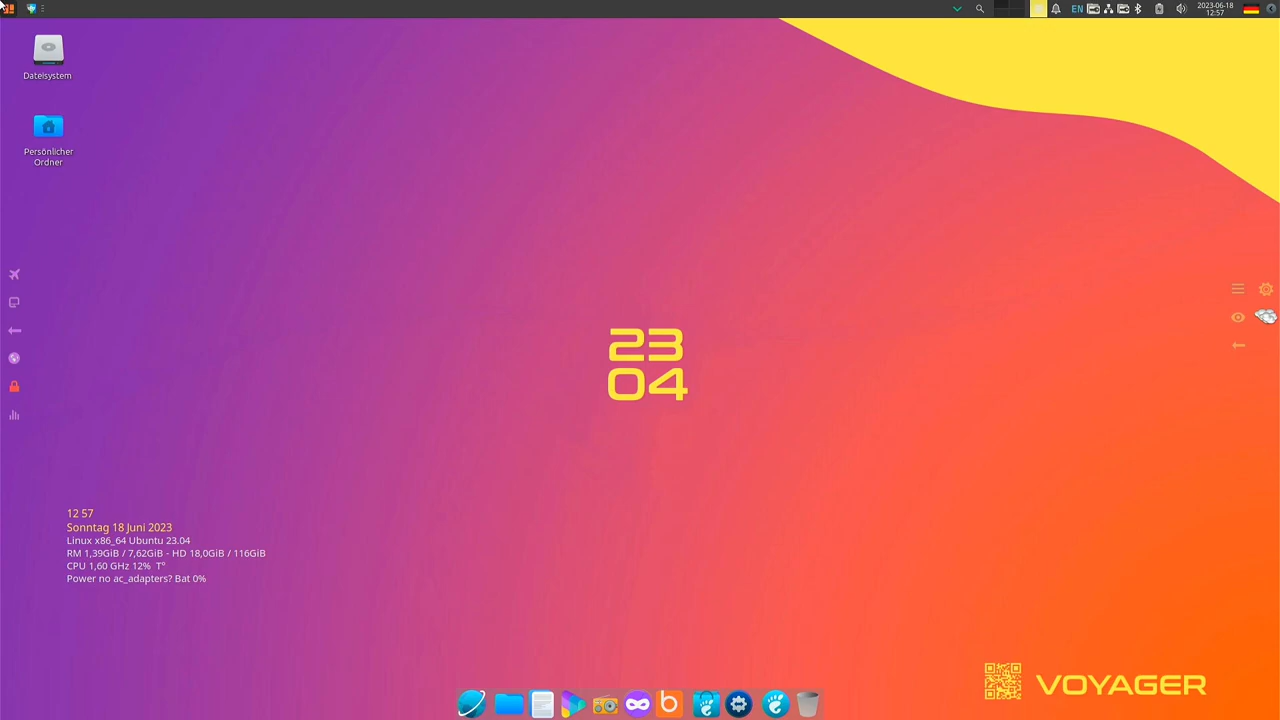 EN
2023-06-18
12:57
Dateisystem
Persönlicher
Ordner
23
04
12 57
Sonntag 18 Juni 2023
Linux x86_64 Ubuntu 23.04
RM 1,39GiB / 7,62GiB - HD 18,0GiB / 116GiB
CPU 1,60 GHz 12% T°
Power no ac_adapters? Bat 0%
VOYAGER